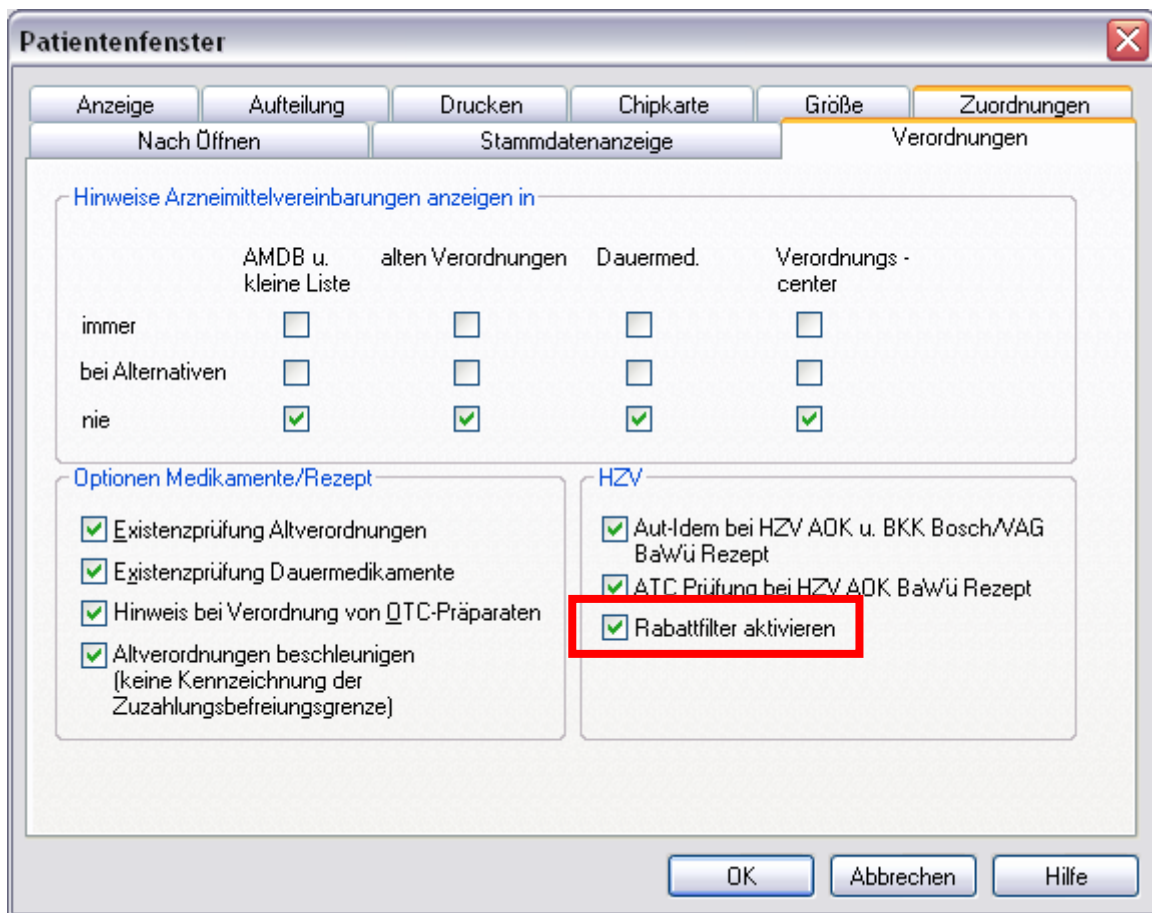 Patientenfenster
Anzeige Aufteilung Drucken Chipkarte Größe Zuordnungen
Nach Öffnen Stammdatenanzeige Verordnungen
Hinweise Arzneimittelvereinbarungen anzeigen in
AMDB u. alten Verordnungen Dauermed. Verordnungs -
kleine Liste center
immer
bei Alternativen
nie
Optionen Medikamente/Rezept
Existenzprüfung Altverordnungen
Existenzprüfung Dauermedikamente
Hinweis bei Verordnung von OTC-Präparaten
Altverordnungen beschleunigen
(keine Kennzeichnung der
Zuzahlungsbefreiungsgrenze)
HZV
Aut-Idem bei HZV AOK u. BKK Bosch/VAG
BaWü Rezept
ATC Prüfung bei HZV AOK BaWü Rezept
Rabattfilter aktivieren
OK Abbrechen Hilfe